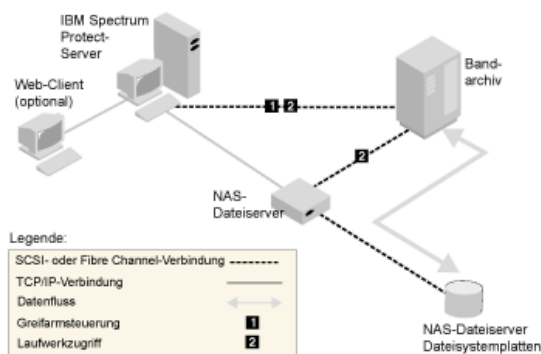 IBM Spectrum
Protect-
Server
Web-Client
(optional)
Band-
archiv
1 2
2
NAS-
Dateiserver
Legende:
SCSI- oder Fibre Channel-Verbindung
TCP/IP-Verbindung
Datenfluss
Greifarmsteuerung 1
Laufwerkzugriff 2
NAS-Dateiserver
Dateisystemplatten